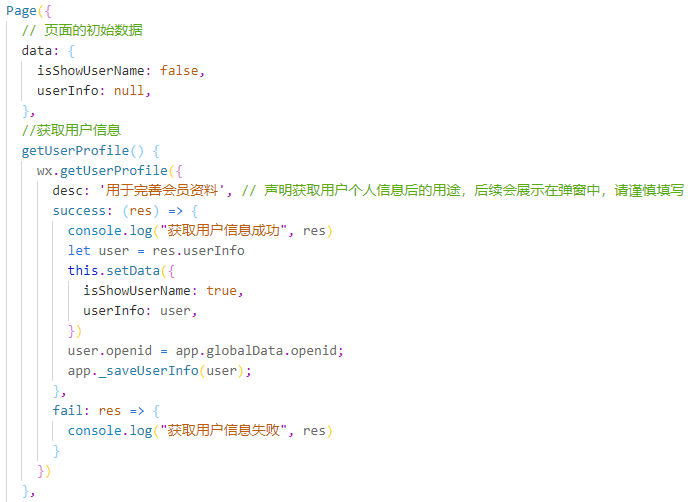 Page({
// 页面的初始数据
data: {
isShowUserName: false,
userInfo: null,
},
//获取用户信息
getUserProfile() {
wx.getUserProfile({
desc: '用于完善会员资料', // 声明获取用户个人信息后的用途，后续会展示在弹窗中，请谨慎填写
success: (res) => {
console.log("获取用户信息成功", res)
let user = res.userInfo
this.setData({
isShowUserName: true,
userInfo: user,
})
user.openid = app.globalData.openid;
app._saveUserInfo(user);
},
fail: res => {
console.log("获取用户信息失败", res)
}
})
},